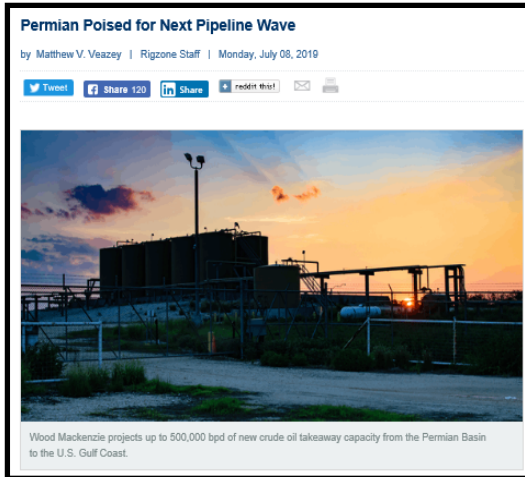 Permian Poised for Next Pipeline Wave
by Matthew V. Veazey | Rigzone Staff | Monday, July 08, 2019
Tweet Share 120 in Share reddit this!
Wood Mackenzie projects up to 500,000 bpd of new crude oil takeaway capacity from the Permian Basin
to the U.S. Gulf Coast.